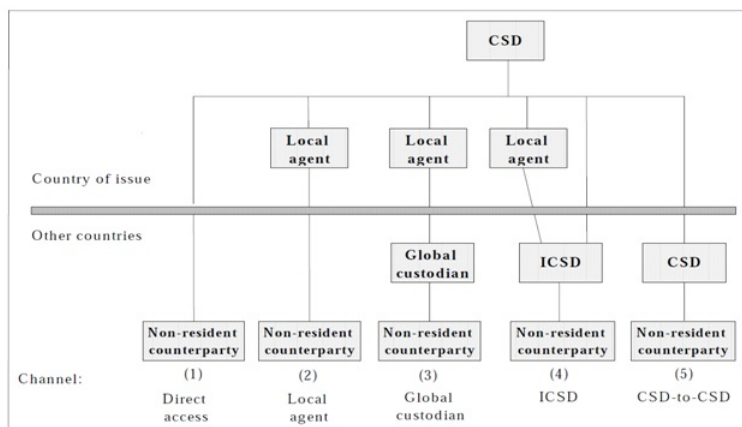 CSD
Local Local Local
agent agent agent
Country of issue
Other countries
Global ICSD CSD
custodian
Non-resident Non-resident Non-resident Non-resident Non-resident
counterparty counterparty counterparty counterparty counterparty
Channel: (1) (2) (3) (4) (5)
Direct Local Global ICSD CSD-to-CSD
access agent custodian